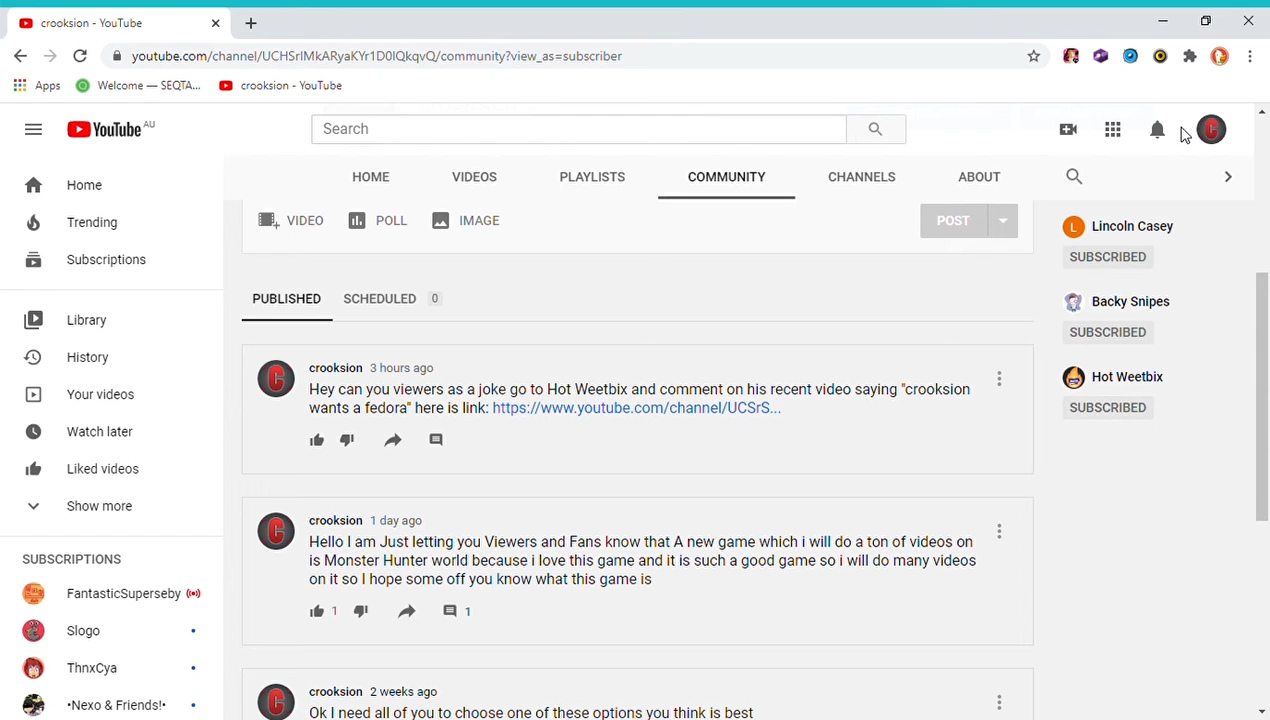 crooksion - YouTube
youtube.com/channel/UCHSrIMkARyaKYr1D0lOkqvQ/community?view_as=subscriber
Apps
Welcome — SEQTA...
crooksion - YouTube
YouTube AU
Search
HOME
VIDEOS
PLAYLISTS
COMMUNITY
CHANNELS
ABOUT
Home
Trending
Subscriptions
Library
History
Your videos
Watch later
Liked videos
Show more
SUBSCRIPTIONS
FantasticSuperseby
Slogo
ThnxCya
•Nexo & Friends!•
VIDEO
POLL
IMAGE
POST
PUBLISHED
SCHEDULED 0
crooksion 3 hours ago
Hey can you viewers as a joke go to Hot Weetbix and comment on his recent video saying "crooksion
wants a fedora" here is link: https://www.youtube.com/channel/UCSrS...
crooksion 1 day ago
Hello I am Just letting you Viewers and Fans know that A new game which i will do a ton of videos on
is Monster Hunter world because i love this game and it is such a good game so i will do many videos
on it so I hope some off you know what this game is
1
1
crooksion 2 weeks ago
Ok I need all of you to choose one of these options you think is best
L
Lincoln Casey
SUBSCRIBED
Backy Snipes
SUBSCRIBED
Hot Weetbix
SUBSCRIBED